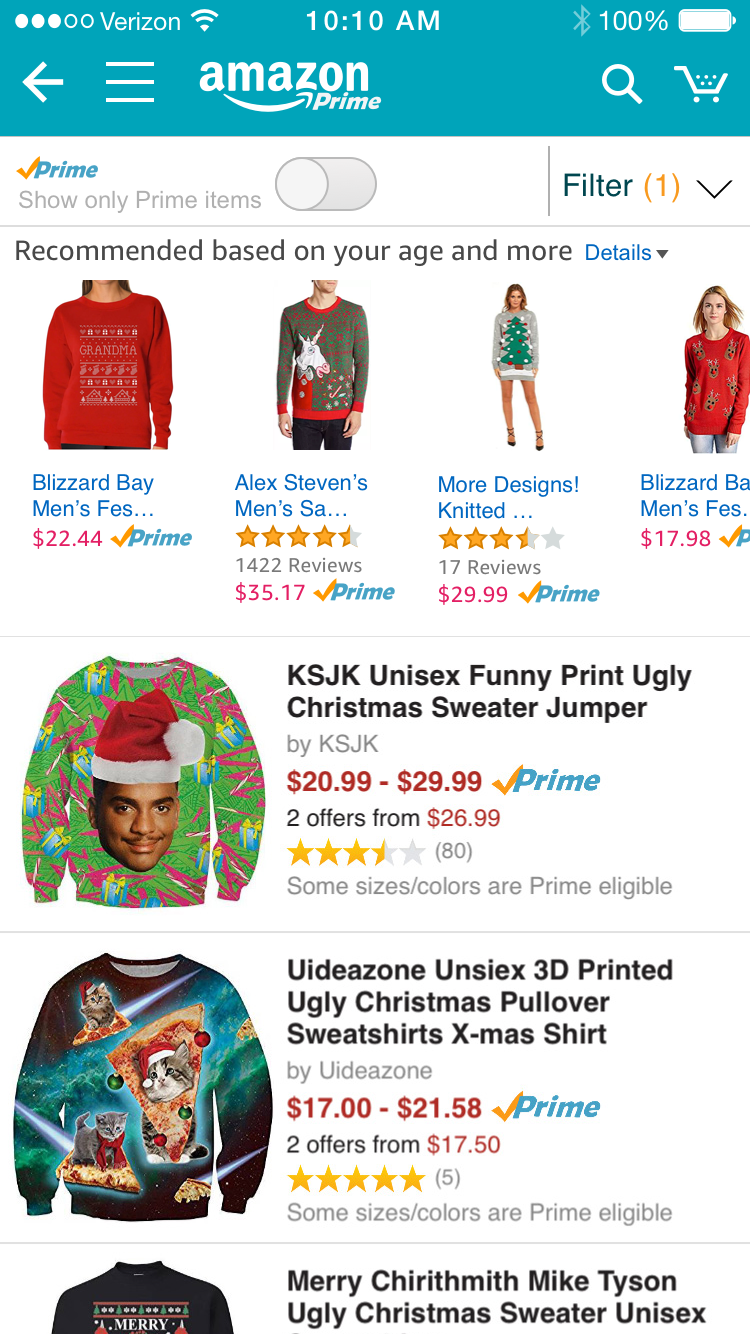 Verizon 10:10 AM 100%
amazon
Prime
Prime
Show only Prime items
Filter (1)
Recommended based on your age and more Details
GRANDMA
Blizzard Bay
Men's Fes...
$22.44 Prime
Alex Steven's
Men's Sa...
1422 Reviews
$35.17 Prime
More Designs!
Knitted ...
17 Reviews
$29.99 Prime
Blizzard Ba
Men's Fes.
$17.98 P
KSJK Unisex Funny Print Ugly
Christmas Sweater Jumper
by KSJK
$20.99 - $29.99 Prime
2 offers from $26.99
(80)
Some sizes/colors are Prime eligible
Uideazone Unsiex 3D Printed
Ugly Christmas Pullover
Sweatshirts X-mas Shirt
by Uideazone
$17.00 - $21.58 Prime
2 offers from $17.50
(5)
Some sizes/colors are Prime eligible
MERRY
Merry Chirithmith Mike Tyson
Ugly Christmas Sweater Unisex